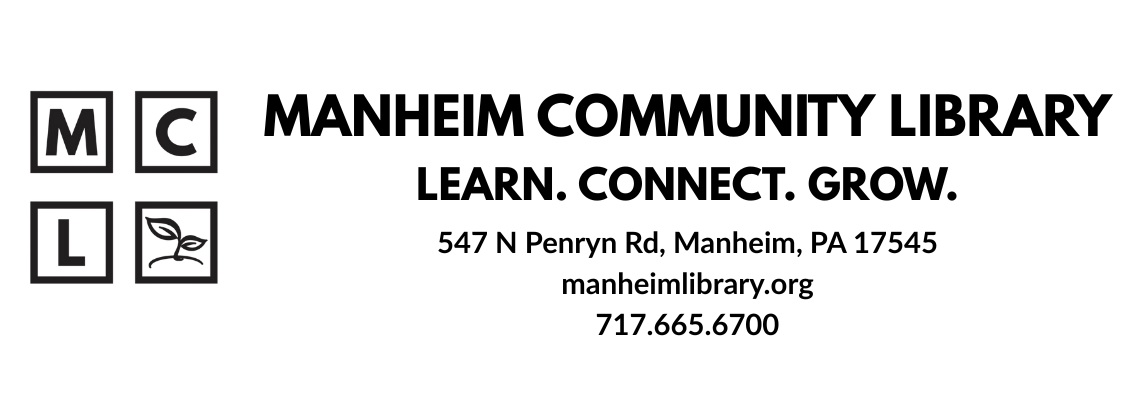 M C
L
MANHEIM COMMUNITY LIBRARY
LEARN. CONNECT. GROW.
547 N Penryn Rd, Manheim, PA 17545
manheimlibrary.org
717.665.6700